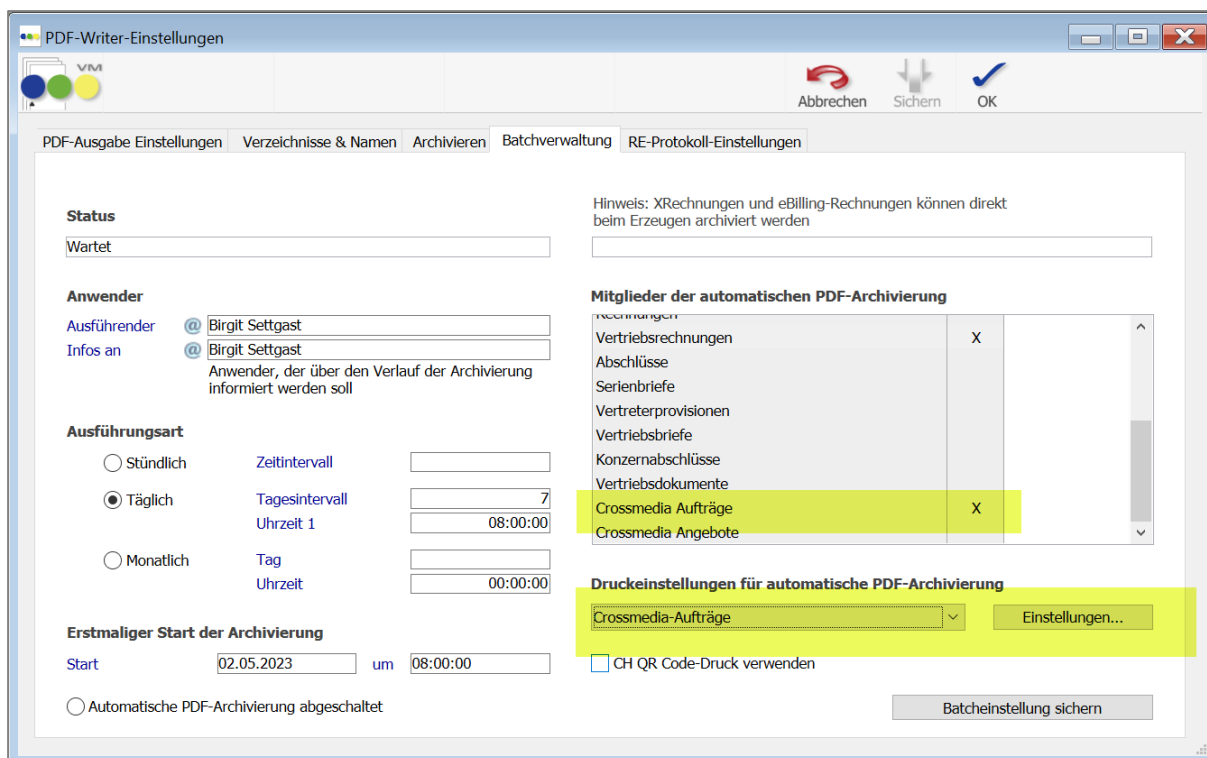 PDF-Writer-Einstellungen
VM
Abbrechen
Sichern
OK
PDF-Ausgabe Einstellungen
Verzeichnisse & Namen
Archivieren
Batchverwaltung
RE-Protokoll-Einstellungen
Status
Wartet
Anwender
Ausführender @ Birgit Settgast
Infos an @ Birgit Settgast
Anwender, der über den Verlauf der Archivierung
informiert werden soll
Ausführungsart
Stündlich Zeitintervall
Täglich Tagesintervall 7
Uhrzeit 1 08:00:00
Monatlich Tag
Uhrzeit 00:00:00
Erstmaliger Start der Archivierung
Start 02.05.2023 um 08:00:00
Automatische PDF-Archivierung abgeschaltet
Hinweis: XRechnungen und eBilling-Rechnungen können direkt
beim Erzeugen archiviert werden
Mitglieder der automatischen PDF-Archivierung
Rechnungen
Vertriebsrechnungen X
Abschlüsse
Serienbriefe
Vertreterprovisionen
Vertriebsbriefe
Konzernabschlüsse
Vertriebsdokumente
Crossmedia Aufträge X
Crossmedia Angebote
Druckeinstellungen für automatische PDF-Archivierung
Crossmedia-Aufträge
Einstellungen...
CH QR Code-Druck verwenden
Batcheinstellung sichern